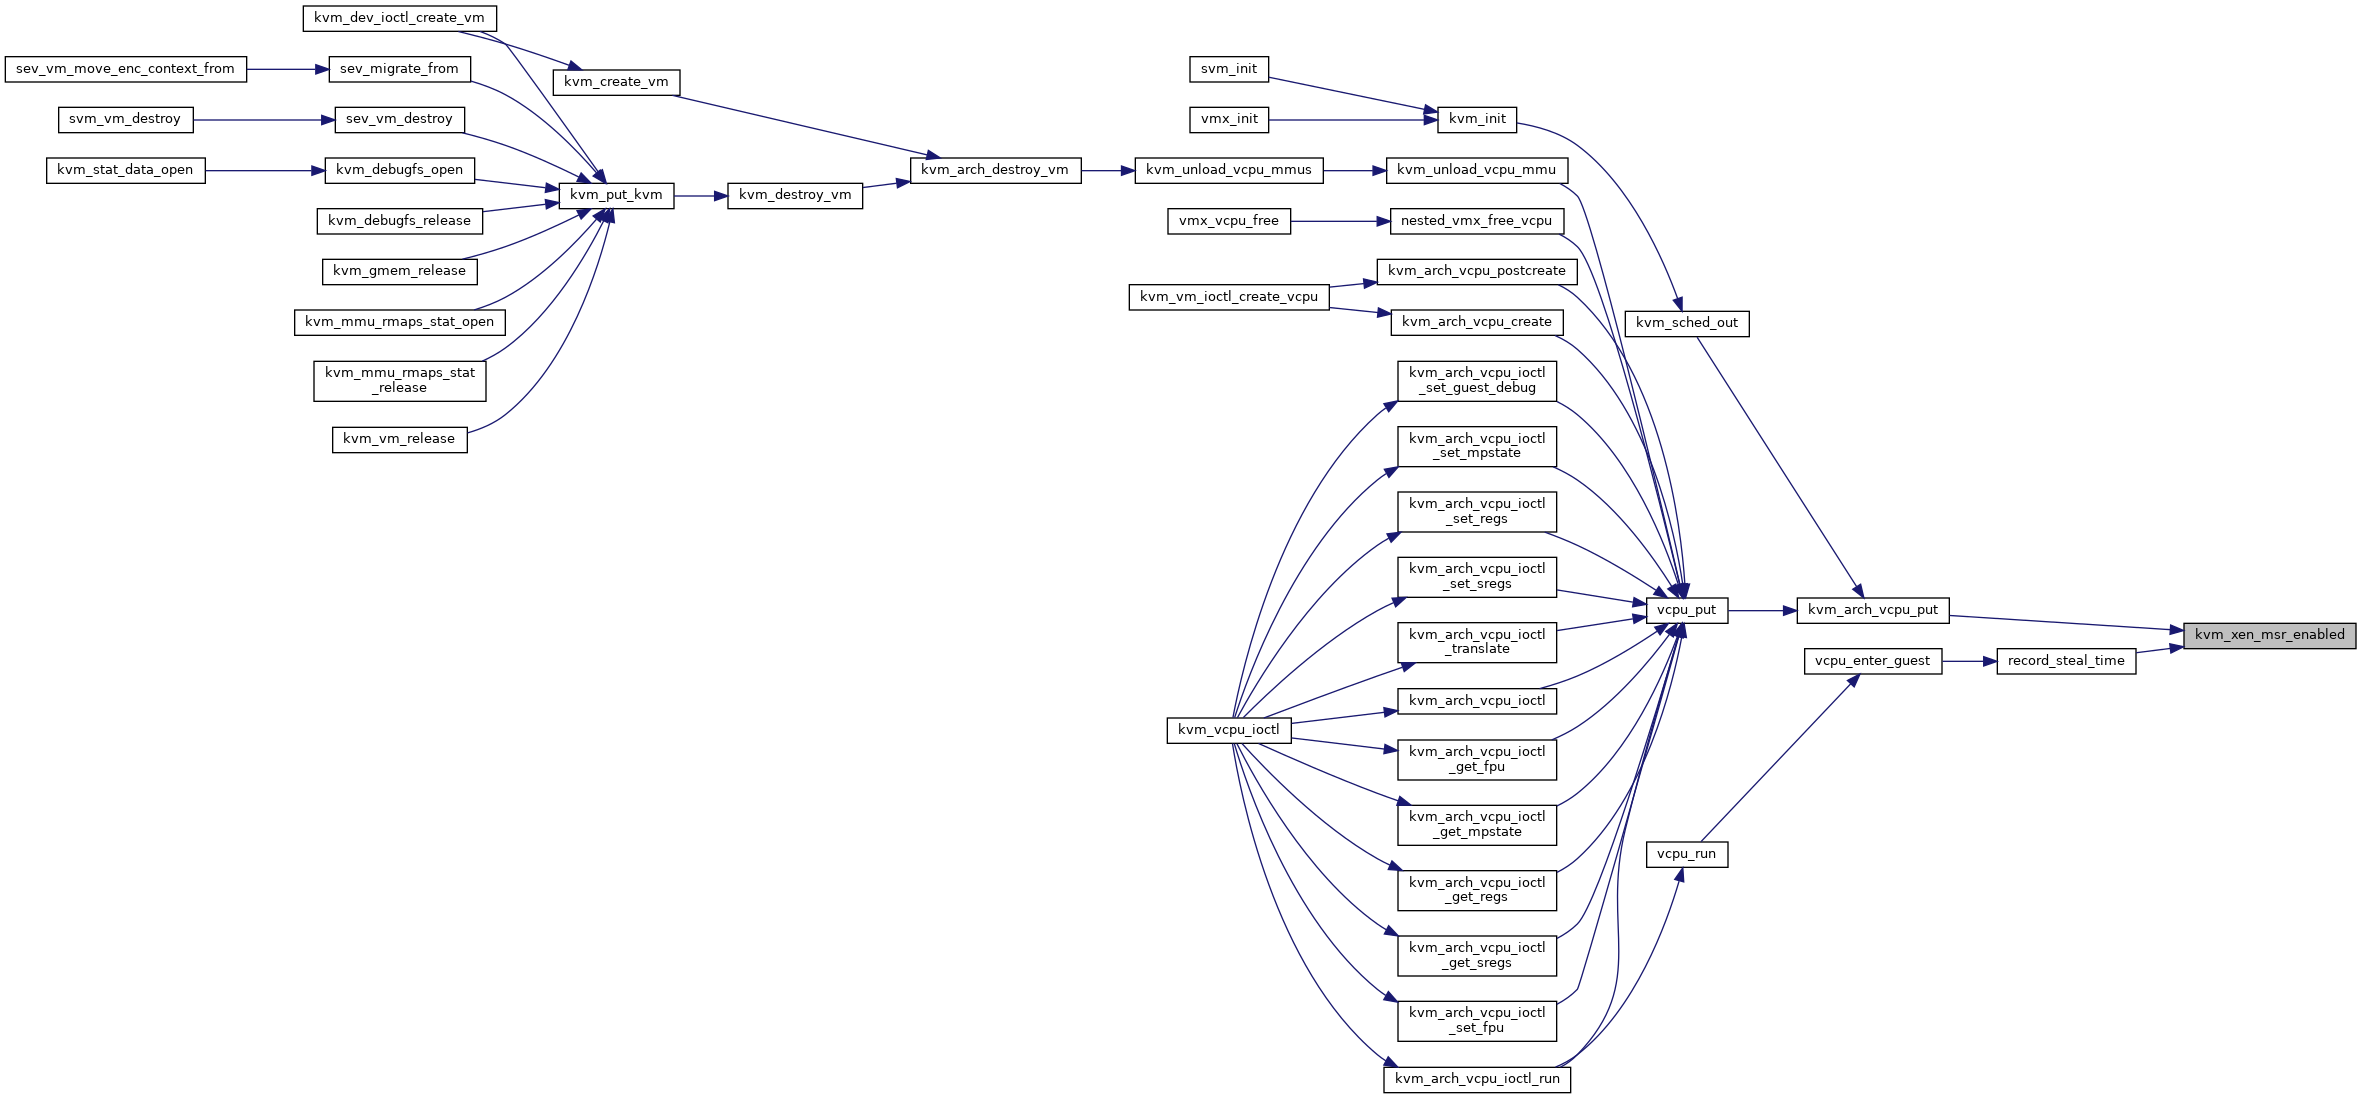 kvm_dev_ioctl_create_vm
sev_vm_move_enc_context_from
sev_migrate_from
kvm_create_vm
svm_vm_destroy
sev_vm_destroy
kvm_stat_data_open
kvm_debugfs_open
kvm_put_kvm
kvm_destroy_vm
kvm_debugfs_release
kvm_gmem_release
kvm_mmu_rmaps_stat_open
kvm_mmu_rmaps_stat
_release
kvm_vm_release
kvm_arch_destroy_vm
svm_init
vmx_init
kvm_init
kvm_unload_vcpu_mmus
kvm_unload_vcpu_mmu
vmx_vcpu_free
nested_vmx_free_vcpu
kvm_arch_vcpu_postcreate
kvm_vm_ioctl_create_vcpu
kvm_arch_vcpu_create
kvm_sched_out
kvm_arch_vcpu_ioctl
_set_guest_debug
kvm_arch_vcpu_ioctl
_set_mpstate
kvm_arch_vcpu_ioctl
_set_regs
kvm_arch_vcpu_ioctl
_set_sregs
kvm_arch_vcpu_ioctl
_translate
kvm_arch_vcpu_ioctl
kvm_vcpu_ioctl
kvm_arch_vcpu_ioctl
_get_fpu
kvm_arch_vcpu_ioctl
_get_mpstate
kvm_arch_vcpu_ioctl
_get_regs
kvm_arch_vcpu_ioctl
_get_sregs
kvm_arch_vcpu_ioctl
_set_fpu
kvm_arch_vcpu_ioctl_run
vcpu_put
kvm_arch_vcpu_put
kvm_xen_msr_enabled
vcpu_enter_guest
record_steal_time
vcpu_run